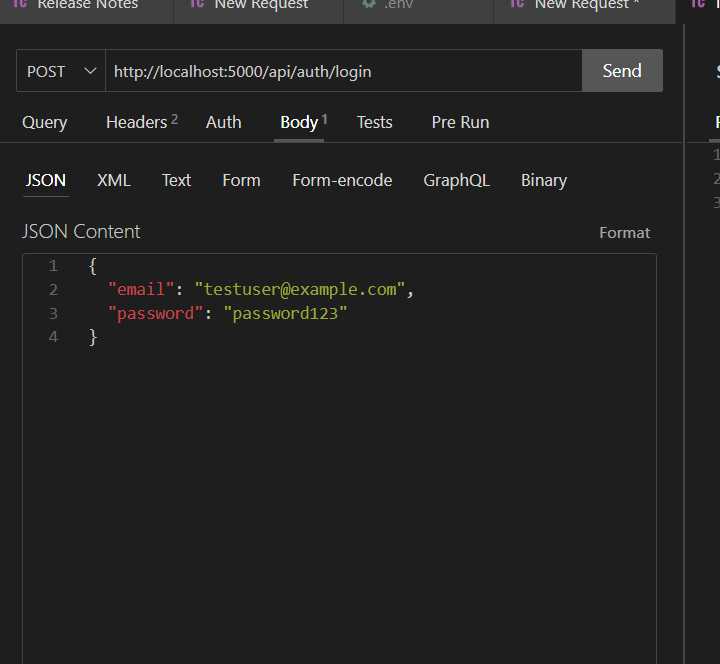 TC Release Notes TC New Request .env TC New Request * TC
POST http://localhost:5000/api/auth/login Send
Query Headers 2 Auth Body 1 Tests Pre Run
JSON XML Text Form Form-encode GraphQL Binary
JSON Content Format
1 {
2 "email": "testuser@example.com",
3 "password": "password123"
4 }
1
2
3